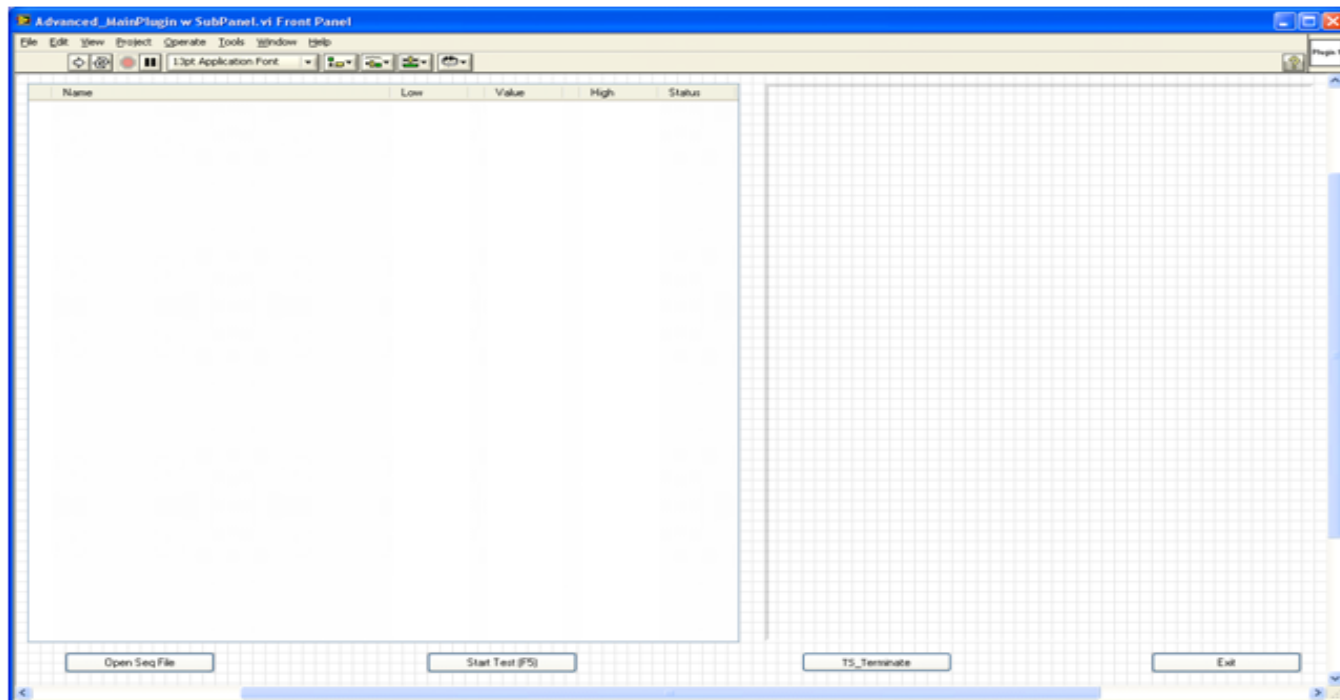 Advanced_MainPlugin w SubPanel.vi Front Panel
File Edit View Project Operate Tools Window Help
13pt Application Font
Plugin
Name Low Value High Status
Open Seq File Start Test (F5) TS_Terminate Exit